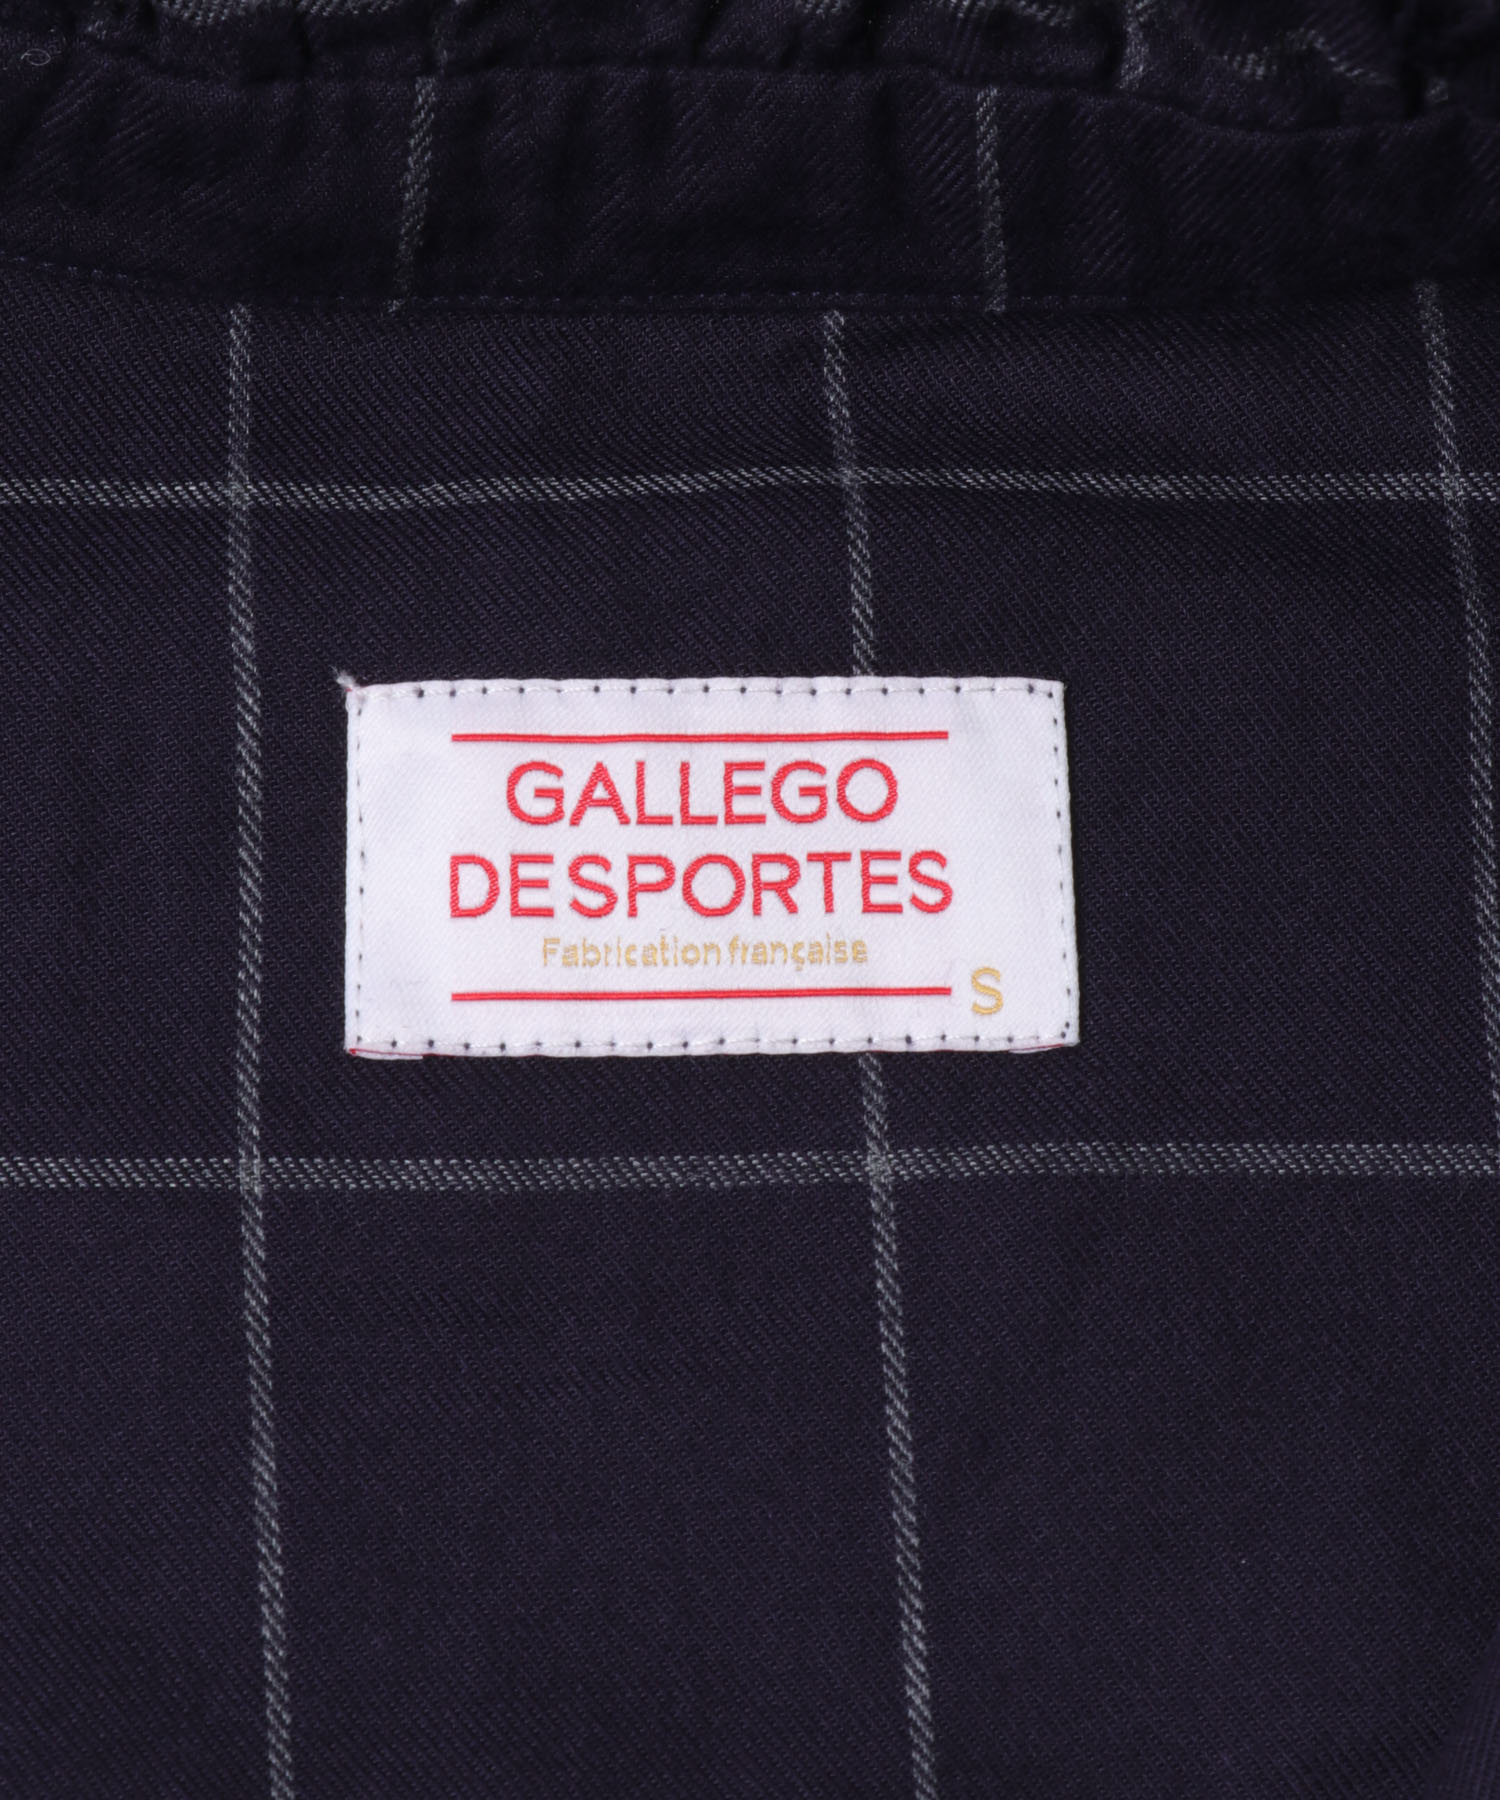 GALLEGO
DESPORTES
Fabrication française
S